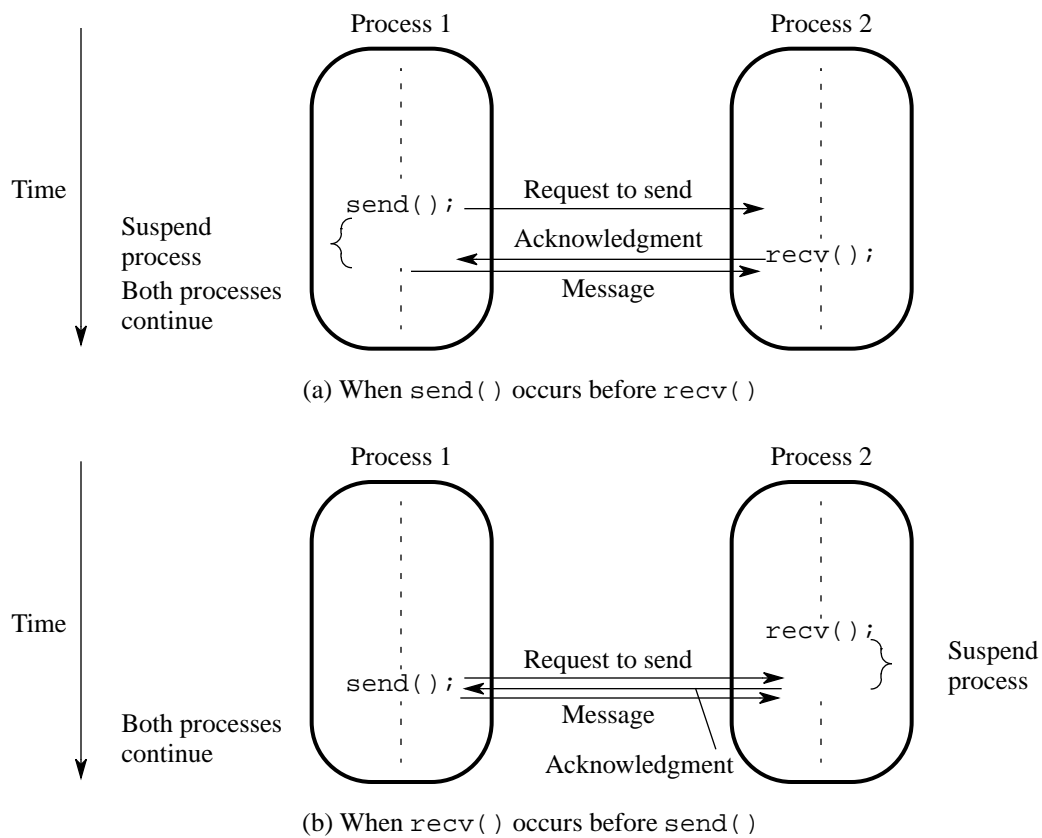 Process 1
Process 2
Time
send();
Request to send
Suspend
process
Acknowledgment
recv();
Both processes
continue
Message
(a) When send() occurs before recv()
Process 1
Process 2
Time
recv();
Request to send
Suspend
process
send();
Message
Both processes
continue
Acknowledgment
(b) When recv() occurs before send()